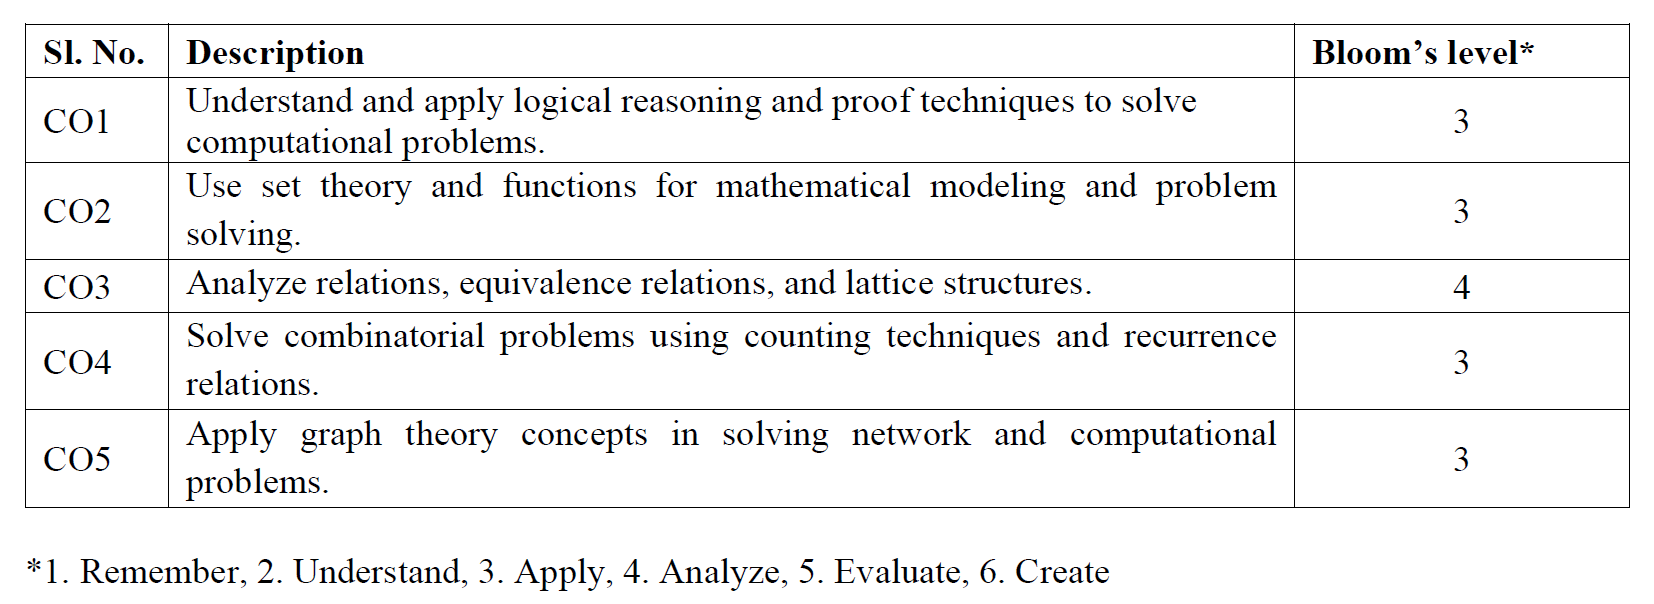 Sl. No. Description Bloom's level*
CO1 Understand and apply logical reasoning and proof techniques to solve
computational problems. 3
CO2 Use set theory and functions for mathematical modeling and problem
solving. 3
CO3 Analyze relations, equivalence relations, and lattice structures. 4
CO4 Solve combinatorial problems using counting techniques and recurrence
relations. 3
CO5 Apply graph theory concepts in solving network and computational
problems. 3
*1. Remember, 2. Understand, 3. Apply, 4. Analyze, 5. Evaluate, 6. Create